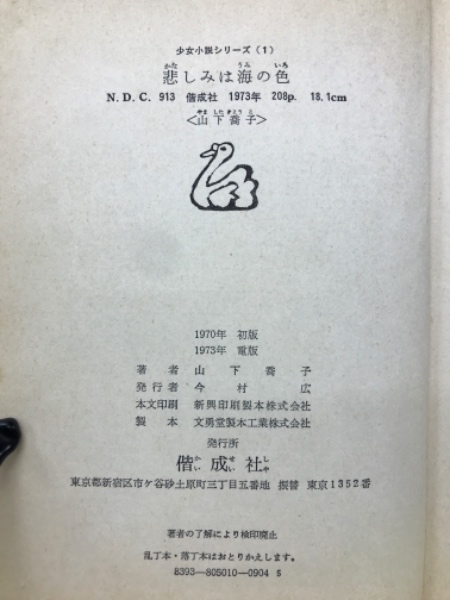 少女小説シリーズ（1）
悲しみは海の色
N.D.C. 913 偕成社 1973年 208p. 18.1cm
<山下喬子>
1970年 初版
1973年 重版
著者 山下喬子
発行者 今村広
本文印刷 新興印刷製本株式会社
製本 文勇堂製本工業株式会社
発行所
偕成社
東京都新宿区市ケ谷砂土原町三丁目五番地 振替 東京1352番
著者の了解により検印廃止
乱丁本・落丁本はおとりかえします。
8393-805010-0904 5